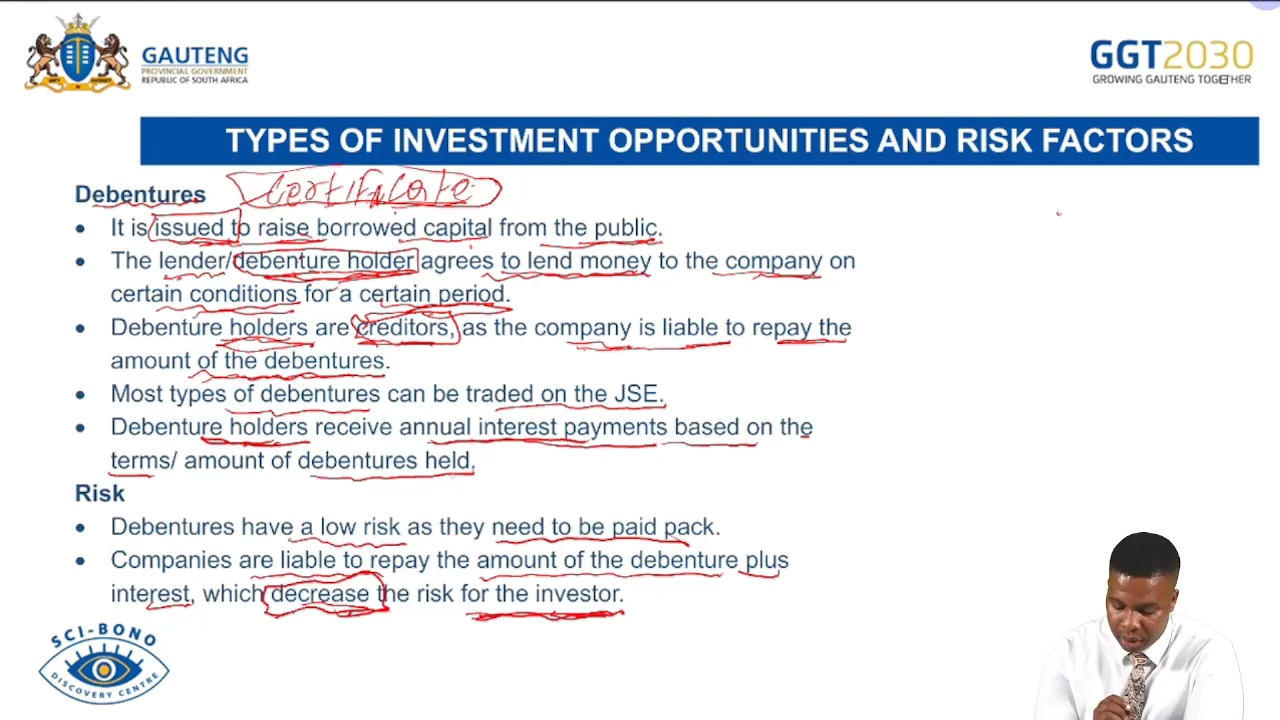 GAUTENG
PROVINCIAL GOVERNMENT
REPUBLIC OF SOUTH AFRICA
GGT2030
GROWING GAUTENG TOGETHER
TYPES OF INVESTMENT OPPORTUNITIES AND RISK FACTORS
Debentures certificate
• It is issued to raise borrowed capital from the public.
• The lender/debenture holder agrees to lend money to the company on
certain conditions for a certain period.
• Debenture holders are creditors, as the company is liable to repay the
amount of the debentures.
• Most types of debentures can be traded on the JSE.
• Debenture holders receive annual interest payments based on the
terms/ amount of debentures held.
Risk
• Debentures have a low risk as they need to be paid pack.
• Companies are liable to repay the amount of the debenture plus
interest, which decrease the risk for the investor.
SCI-BONO
DISCOVERY CENTRE